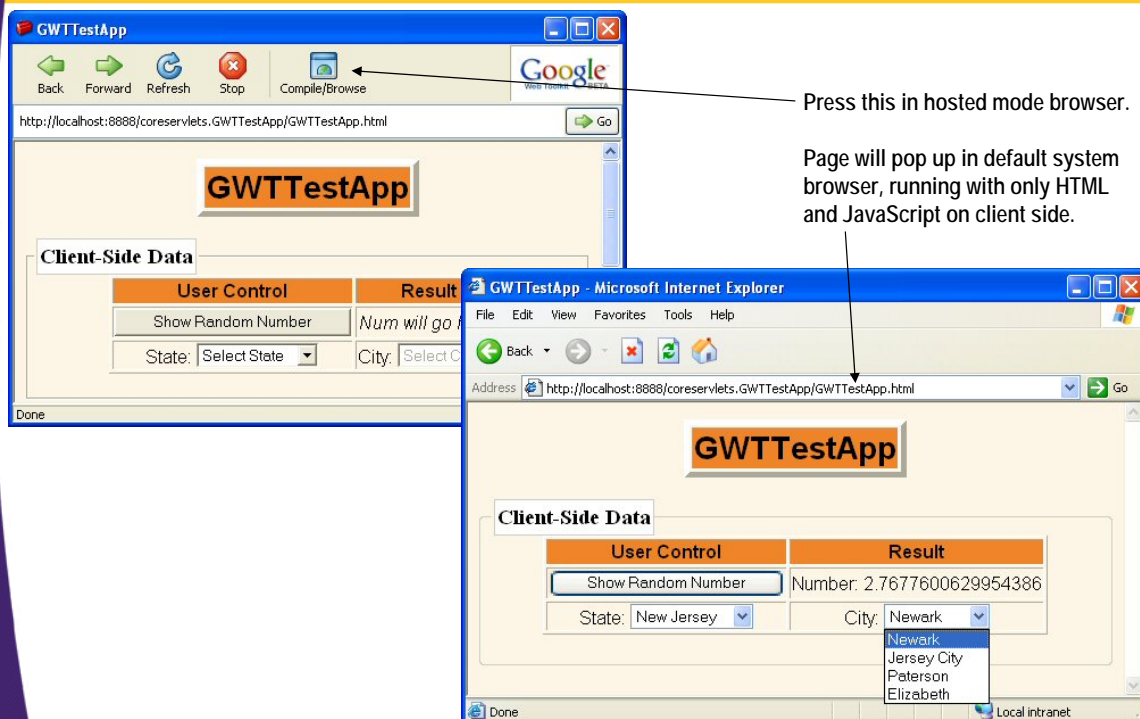 GWTTestApp
Back Forward Refresh Stop Compile/Browse
Google
Web Toolkit BETA
http://localhost:8888/coreservlets.GWTTestApp/GWTTestApp.html Go
GWTTestApp
Client-Side Data
User Control Result
Show Random Number Num will go
State: Select State City: Select
Done
Press this in hosted mode browser.
Page will pop up in default system
browser, running with only HTML
and JavaScript on client side.
GWTTestApp - Microsoft Internet Explorer
File Edit View Favorites Tools Help
Back
Address http://localhost:8888/coreservlets.GWTTestApp/GWTTestApp.html Go
GWTTestApp
Client-Side Data
User Control Result
Show Random Number Number: 2.7677600629954386
State: New Jersey City: Newark
Newark
Jersey City
Paterson
Elizabeth
Done Local intranet